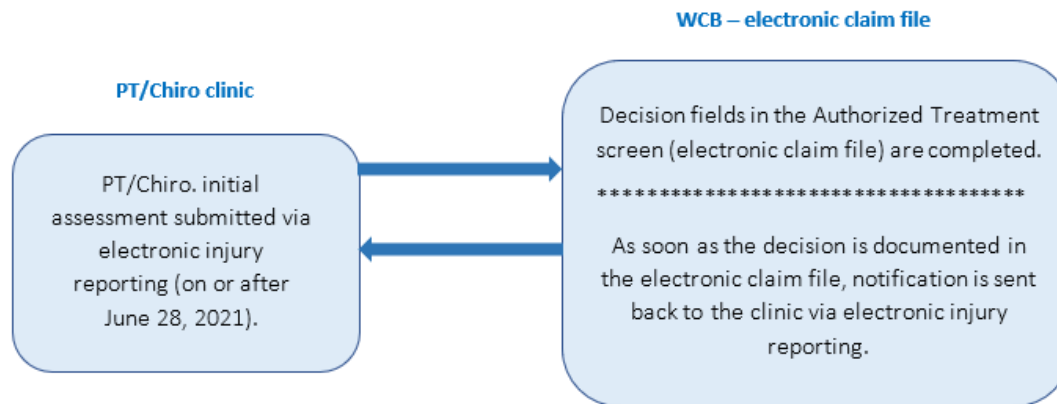 WCB – electronic claim file
PT/Chiro clinic
PT/Chiro. initial
assessment submitted via
electronic injury
reporting (on or after
June 28, 2021).
Decision fields in the Authorized Treatment
screen (electronic claim file) are completed.
**************************************
As soon as the decision is documented in
the electronic claim file, notification is sent
back to the clinic via electronic injury
reporting.